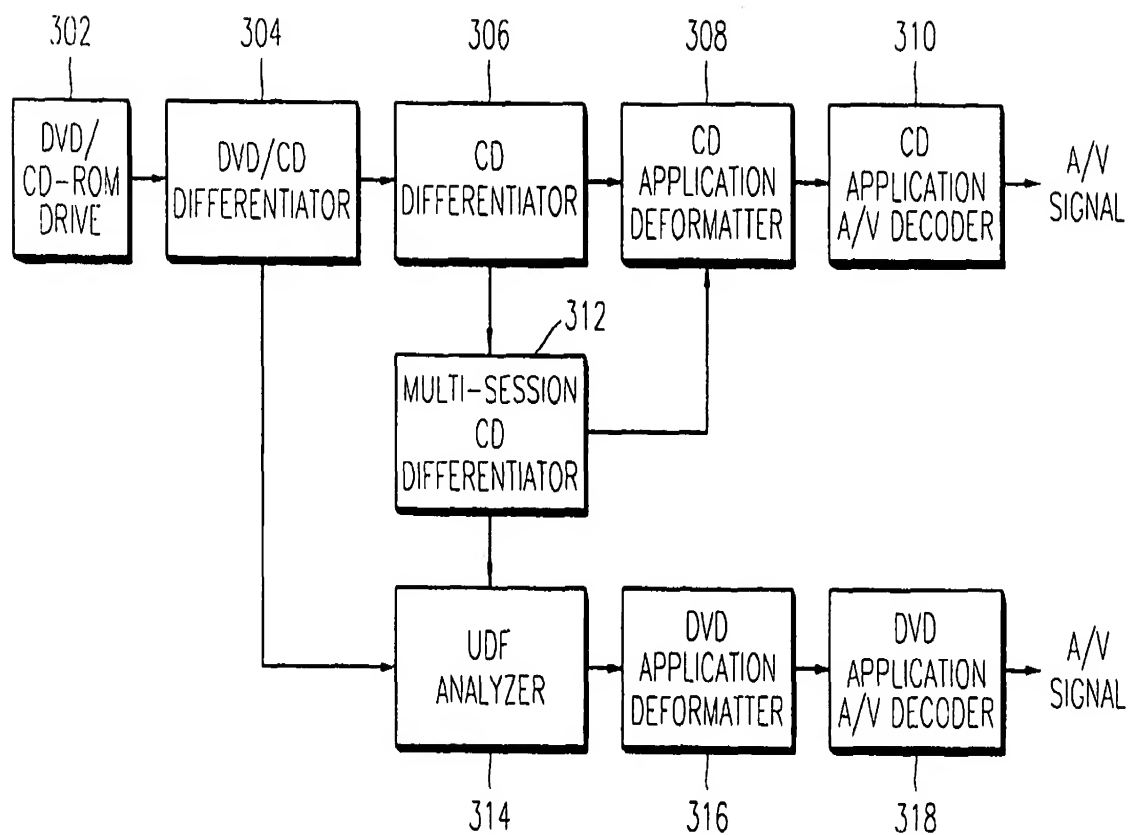 302
304
306
308
310
DVD/
CD-ROM
DRIVE
DVD/CD
DIFFERENTIATOR
CD
DIFFERENTIATOR
CD
APPLICATION
DEFORMATTER
CD
APPLICATION
A/V DECODER
A/V
SIGNAL
312
MULTI-SESSION
CD
DIFFERENTIATOR
UDF
ANALYZER
DVD
APPLICATION
DEFORMATTER
DVD
APPLICATION
A/V DECODER
A/V
SIGNAL
314
316
318